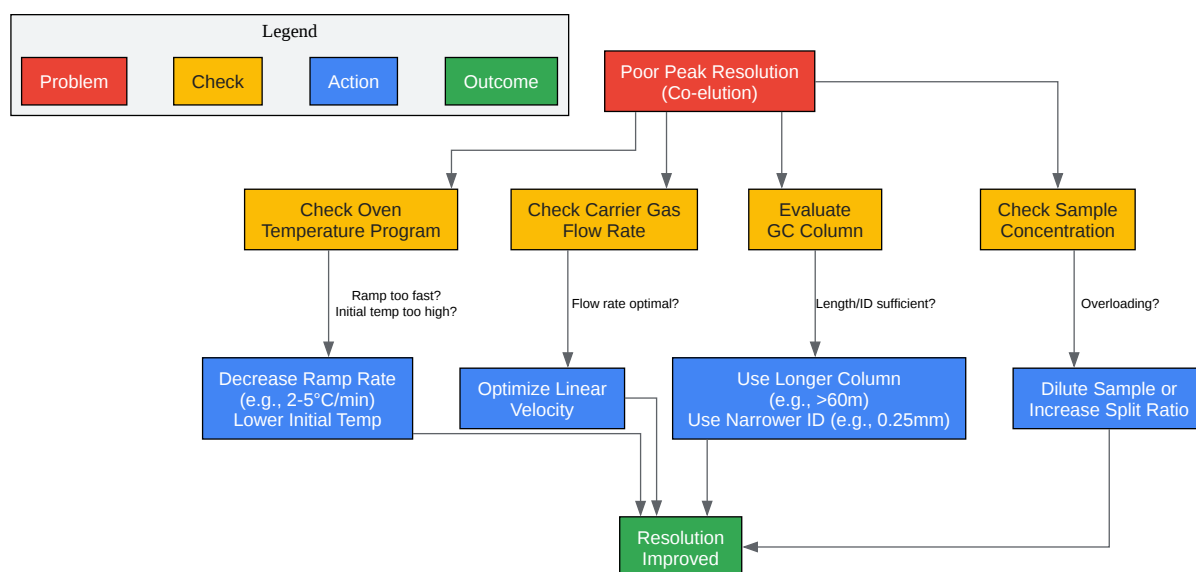 Legend
Problem
Check
Action
Outcome
Poor Peak Resolution
(Co-elution)
Check Oven
Temperature Program
Check Carrier Gas
Flow Rate
Evaluate
GC Column
Check Sample
Concentration
Ramp too fast?
Initial temp too high?
Flow rate optimal?
Length/ID sufficient?
Overloading?
Decrease Ramp Rate
(e.g., 2-5°C/min)
Lower Initial Temp
Optimize Linear
Velocity
Use Longer Column
(e.g., >60m)
Use Narrower ID (e.g., 0.25mm)
Dilute Sample or
Increase Split Ratio
Resolution
Improved